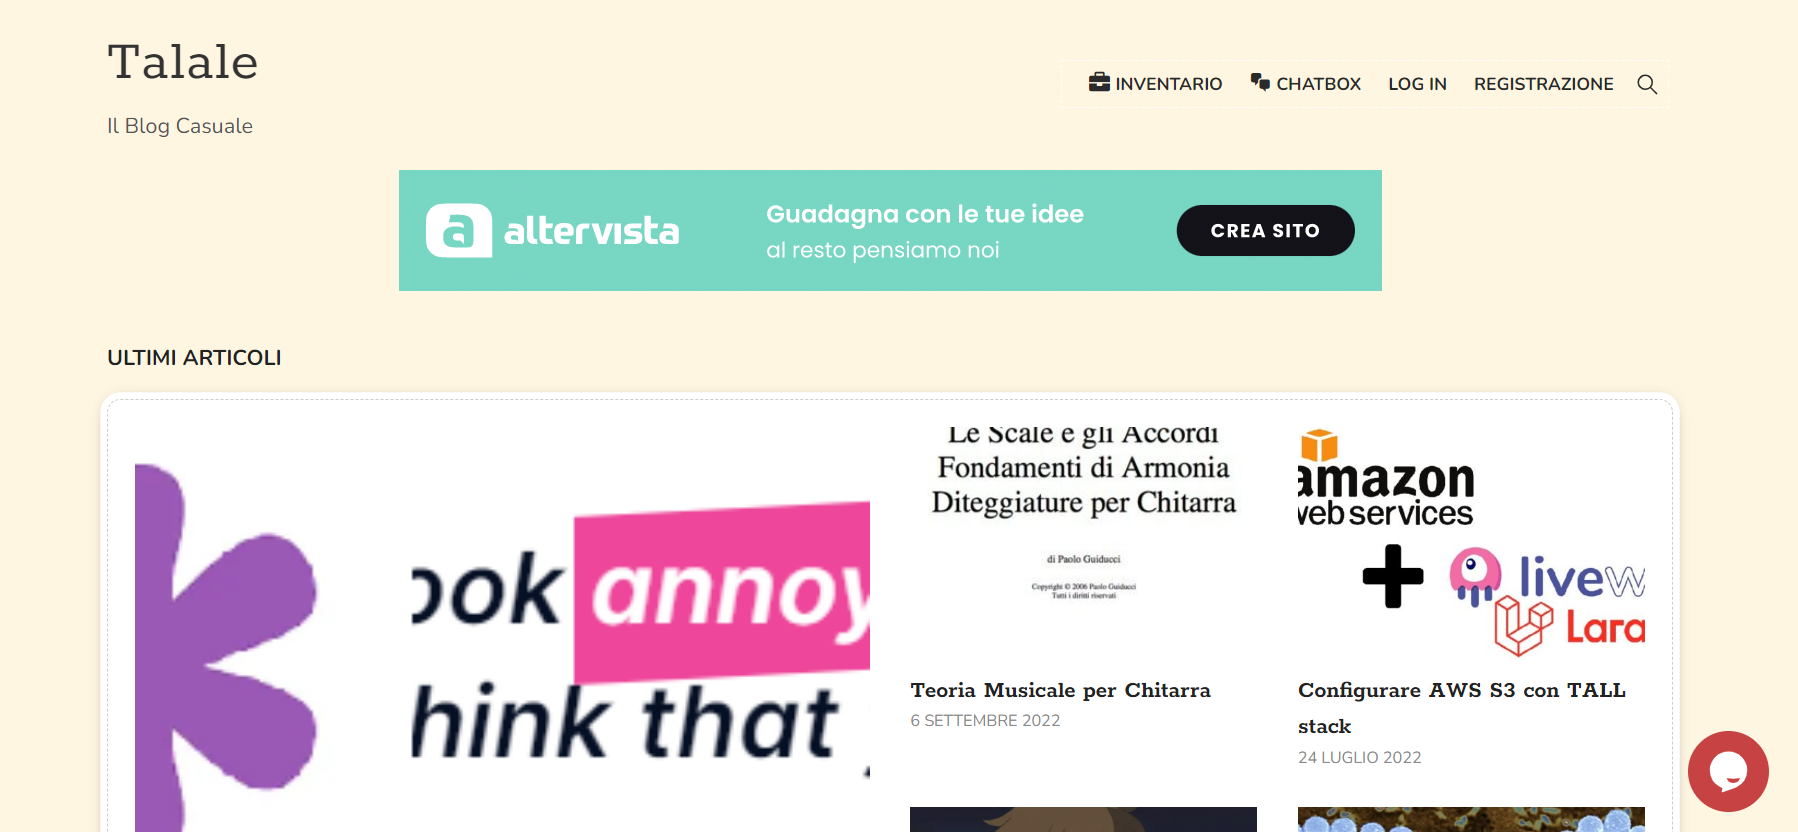 Talale
Il Blog Casuale
INVENTARIO CHATBOX LOG IN REGISTRAZIONE
altervista
Guadagna con le tue idee
al resto pensiamo noi
CREA SITO
ULTIMI ARTICOLI
ook annoy
hink that
Le Scale e gli Accordi
Fondamenti di Armonia
Diteggiature per Chitarra
di Paolo Guiducci
Copyright © 2006 Paolo Guiducci
Tutti i diritti riservati
Teoria Musicale per Chitarra
6 SETTEMBRE 2022
amazon
web services
livew
Lara
Configurare AWS S3 con TALL
stack
24 LUGLIO 2022